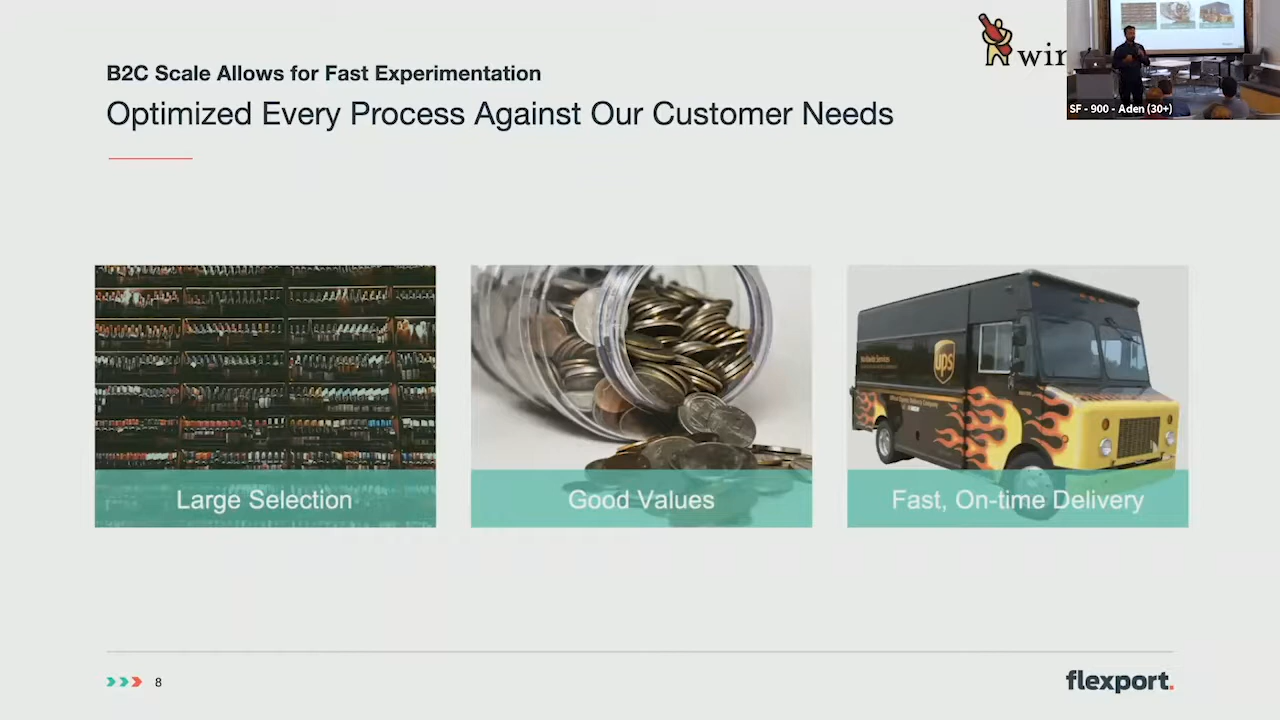 B2C Scale Allows for Fast Experimentation
Optimized Every Process Against Our Customer Needs
SF - 900 - Aden (30+)
ups
Large Selection
Good Values
Fast, On-time Delivery
8
flexport.